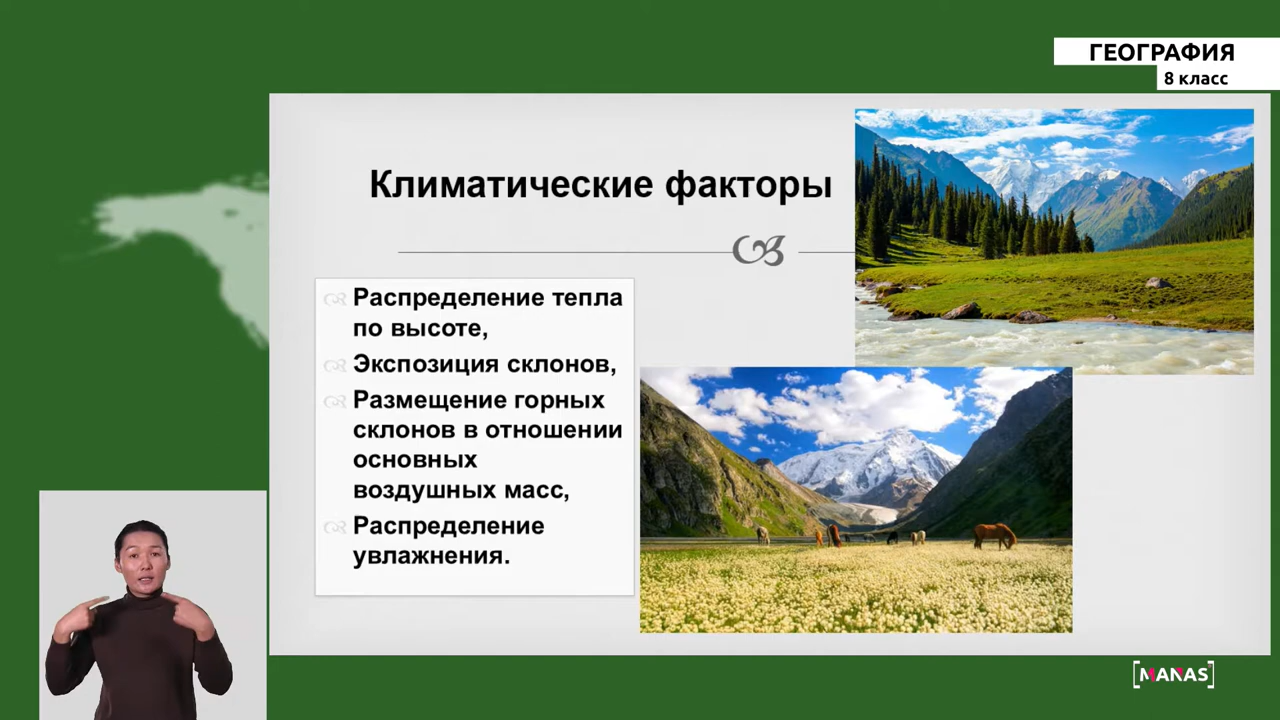 ГЕОГРАФИЯ
8 класс
Климатические факторы
Распределение тепла
по высоте,
Экспозиция склонов,
Размещение горных
склонов в отношении
основных
воздушных масс,
Распределение
увлажнения.
[MANAS]